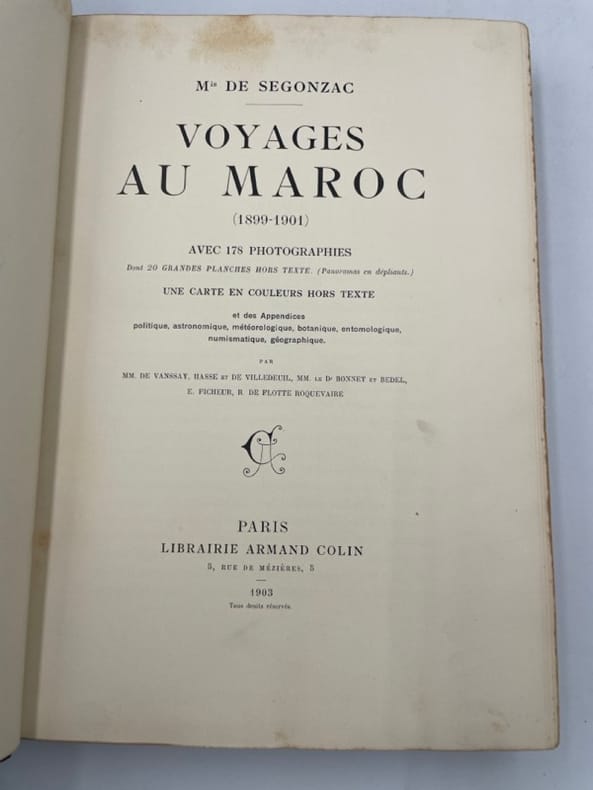 Mis DE SEGONZAC
VOYAGES
AU MAROC
(1899-1901)
AVEC 178 PHOTOGRAPHIES
Dont 20 GRANDES PLANCHES HORS TEXTE. (Panoramas en dépliants.)
UNE CARTE EN COULEURS HORS TEXTE
et des Appendices
politique, astronomique, météorologique, botanique, entomologique,
numismatique, géographique.
PAR
MM. DE VANSSAY, HASSE ET DE VILLEDEUIL, MM. LE Dr BONNET ET BEDEL,
E. FICHEUR, R. DE FLOTTE ROQUEVAIRE
AC
PARIS
LIBRAIRIE ARMAND COLIN
5, RUE DE MÉZIÈRES, 5
1903
Tous droits réservés.